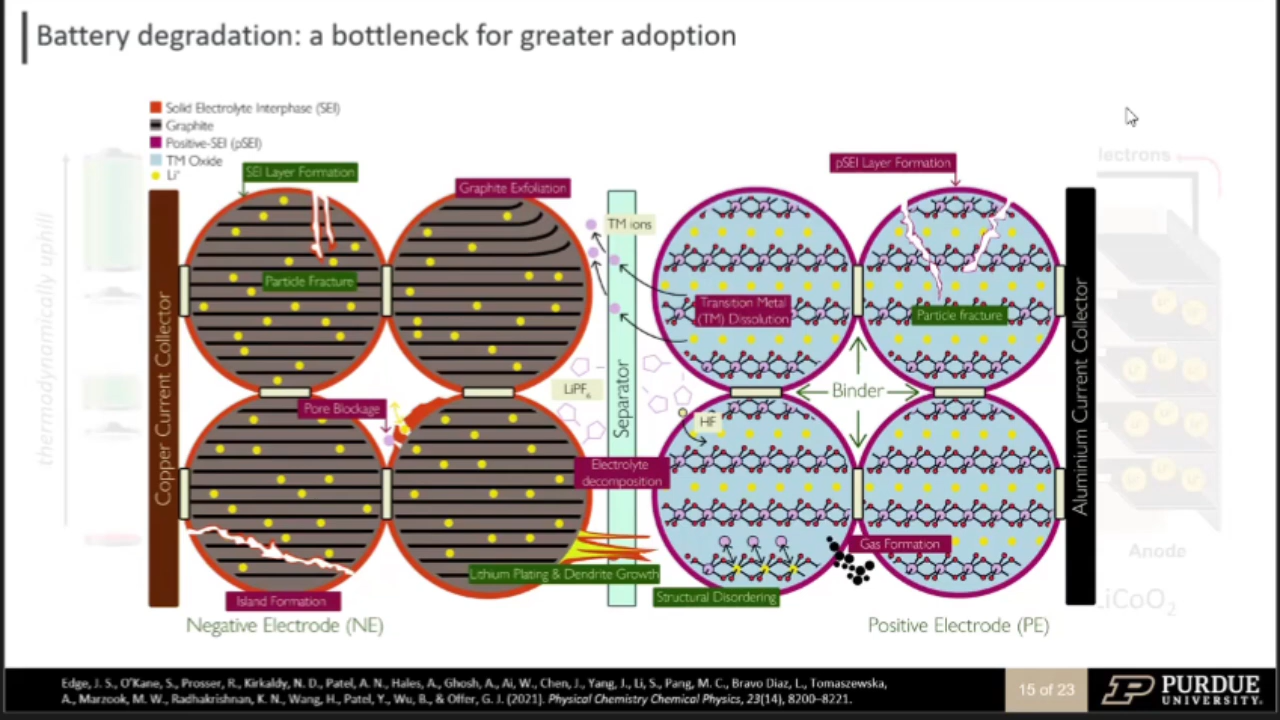 Battery degradation: a bottleneck for greater adoption
Solid Electrolyte Interphase (SEI)
Graphite
Positive-SEI (pSEI)
TM Oxide
Li⁺
SEI Layer Formation
Graphite Exfoliation
pSEI Layer Formation
lectrons
TM ions
thermodynamically uphill
Particle Fracture
Transition Metal
(TM) Dissolution
Particle fracture
Copper Current Collector
Separator
Aluminium Current Collector
LiPF₆
Binder
Pore Blockage
HF
Electrolyte
decomposition
Gas Formation
Anode
Lithium Plating & Dendrite Growth
Structural Disordering
Island Formation
LiCoO₂
Negative Electrode (NE)
Positive Electrode (PE)
Edge, J. S., O'Kane, S., Prosser, R., Kirkaldy, N. D., Patel, A. N., Hales, A., Ghosh, A., Ai, W., Chen, J., Yang, J., Li, S., Pang, M. C., Bravo Diaz, L., Tomaszewska,
A., Marzook, M. W., Radhakrishnan, K. N., Wang, H., Patel, Y., Wu, B., & Offer, G. J. (2021). Physical Chemistry Chemical Physics, 23(14), 8200–8221.
15 of 23
PURDUE
UNIVERSITY.